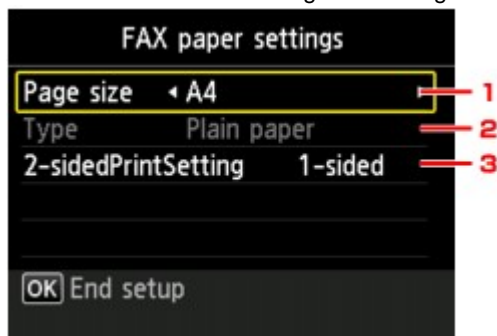 FAX paper settings
Page size A4 1
Type Plain paper 2
2-sidedPrintSetting 1-sided 3
OK End setup